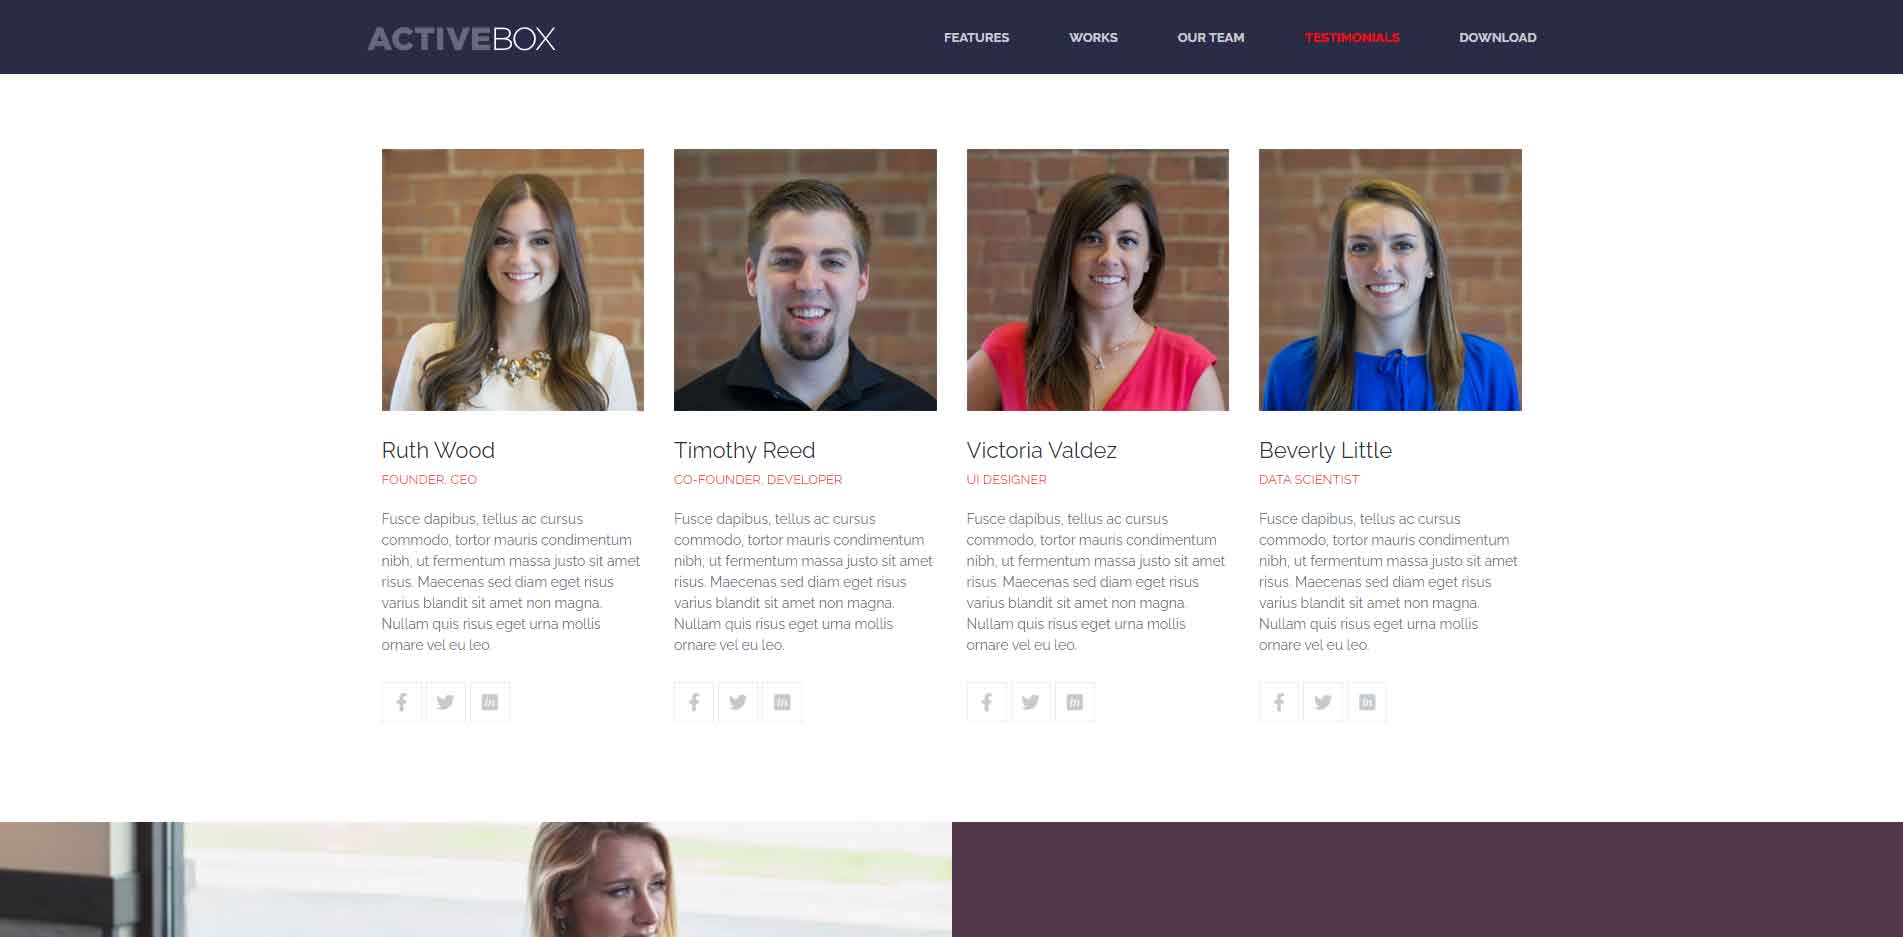 ACTIVEBOX
FEATURES WORKS OUR TEAM TESTIMONIALS DOWNLOAD
Ruth Wood
FOUNDER, CEO
Fusce dapibus, tellus ac cursus
commodo, tortor mauris condimentum
nibh, ut fermentum massa justo sit amet
risus. Maecenas sed diam eget risus
varius blandit sit amet non magna.
Nullam quis risus eget urna mollis
ornare vel eu leo.
Timothy Reed
CO-FOUNDER, DEVELOPER
Fusce dapibus, tellus ac cursus
commodo, tortor mauris condimentum
nibh, ut fermentum massa justo sit amet
risus. Maecenas sed diam eget risus
varius blandit sit amet non magna.
Nullam quis risus eget urna mollis
ornare vel eu leo.
Victoria Valdez
UI DESIGNER
Fusce dapibus, tellus ac cursus
commodo, tortor mauris condimentum
nibh, ut fermentum massa justo sit amet
risus. Maecenas sed diam eget risus
varius blandit sit amet non magna.
Nullam quis risus eget urna mollis
ornare vel eu leo.
Beverly Little
DATA SCIENTIST
Fusce dapibus, tellus ac cursus
commodo, tortor mauris condimentum
nibh, ut fermentum massa justo sit amet
risus. Maecenas sed diam eget risus
varius blandit sit amet non magna.
Nullam quis risus eget urna mollis
ornare vel eu leo.